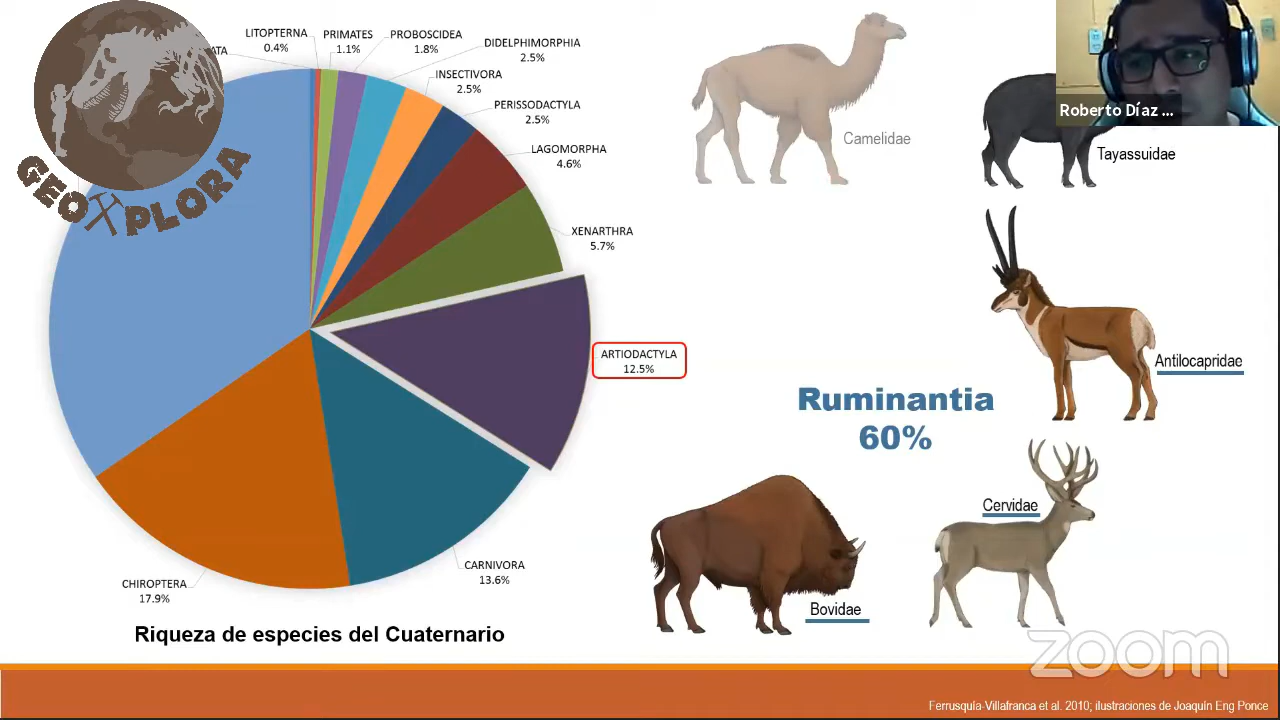 LITOPTERNA
0.4%
PRIMATES
1.1%
PROBOSCIDEA
1.8%
DIDELPHIMORPHIA
2.5%
INSECTIVORA
2.5%
PERISSODACTYLA
2.5%
LAGOMORPHA
4.6%
XENARTHRA
5.7%
ARTIODACTYLA
12.5%
CARNIVORA
13.6%
CHIROPTERA
17.9%
Riqueza de especies del Cuaternario
GEOXPLORA
Camelidae
Roberto Díaz ...
Tayassuidae
Antilocapridae
Ruminantia
60%
Cervidae
Bovidae
zoom
Ferrusquía-Villafranca et al. 2010; ilustraciones de Joaquín Eng Ponce